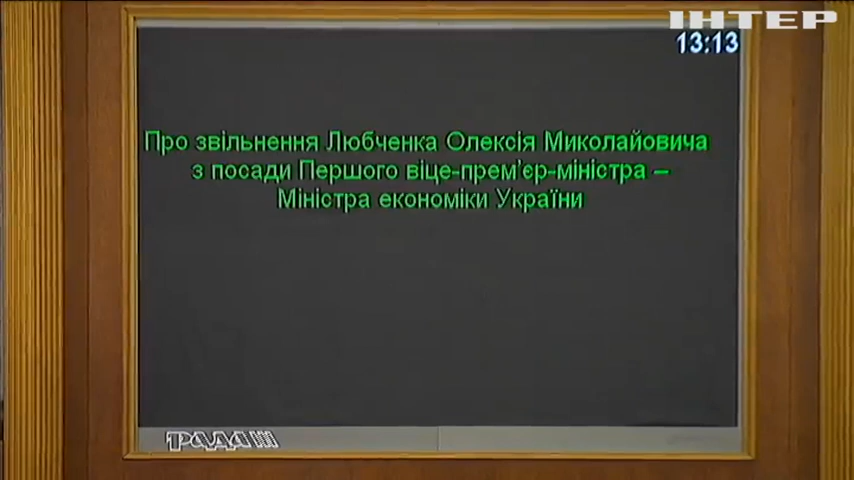 ІНТЕР
13:13
Про звільнення Любченка Олексія Миколайовича
з посади Першого віце-прем'єр-міністра –
Міністра економіки України
РАДА